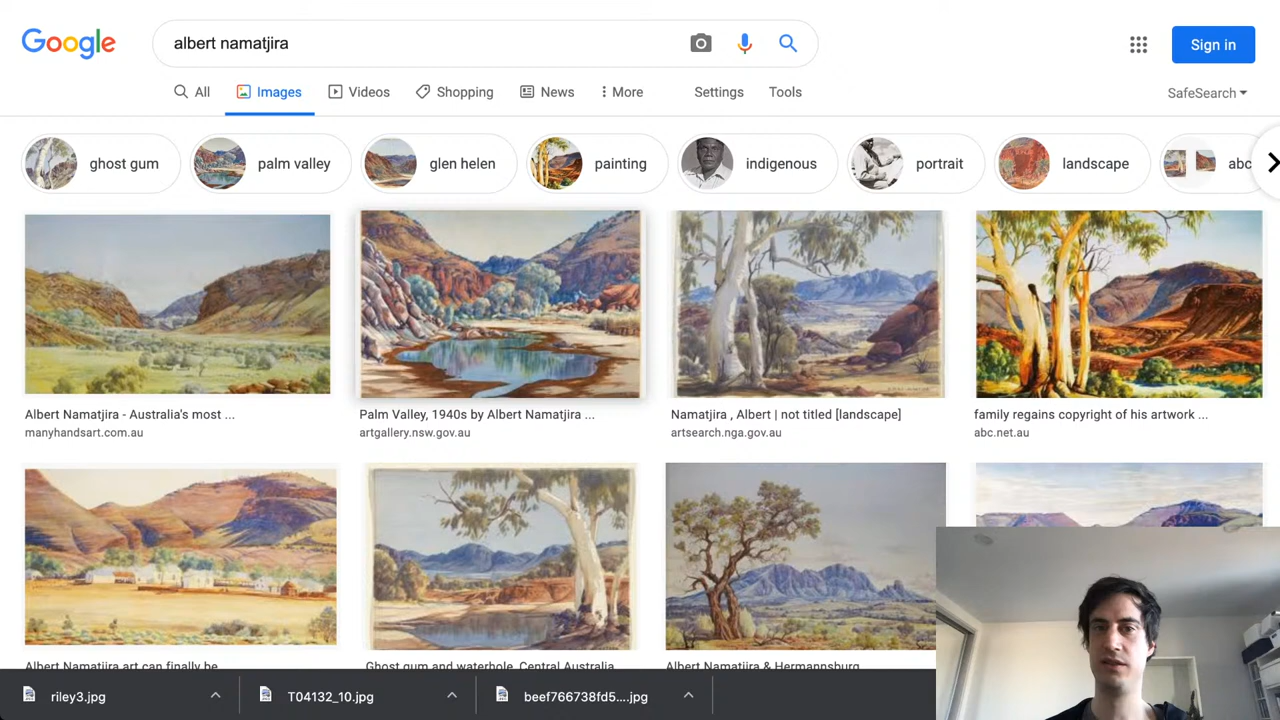 Google
albert namatjira
Sign in
All
Images
Videos
Shopping
News
More
Settings
Tools
SafeSearch
ghost gum
palm valley
glen helen
painting
indigenous
portrait
landscape
abc
Albert Namatjira - Australia's most ...
manyhandsart.com.au
Palm Valley, 1940s by Albert Namatjira ...
artgallery.nsw.gov.au
Namatjira , Albert | not titled [landscape]
artsearch.nga.gov.au
family regains copyright of his artwork ...
abc.net.au
Albert Namatjira art can finally be
Ghost gum and waterhole, Central Australia
Albert Namatjira & Hermannsburg
riley3.jpg
T04132_10.jpg
beef766738fd5....jpg